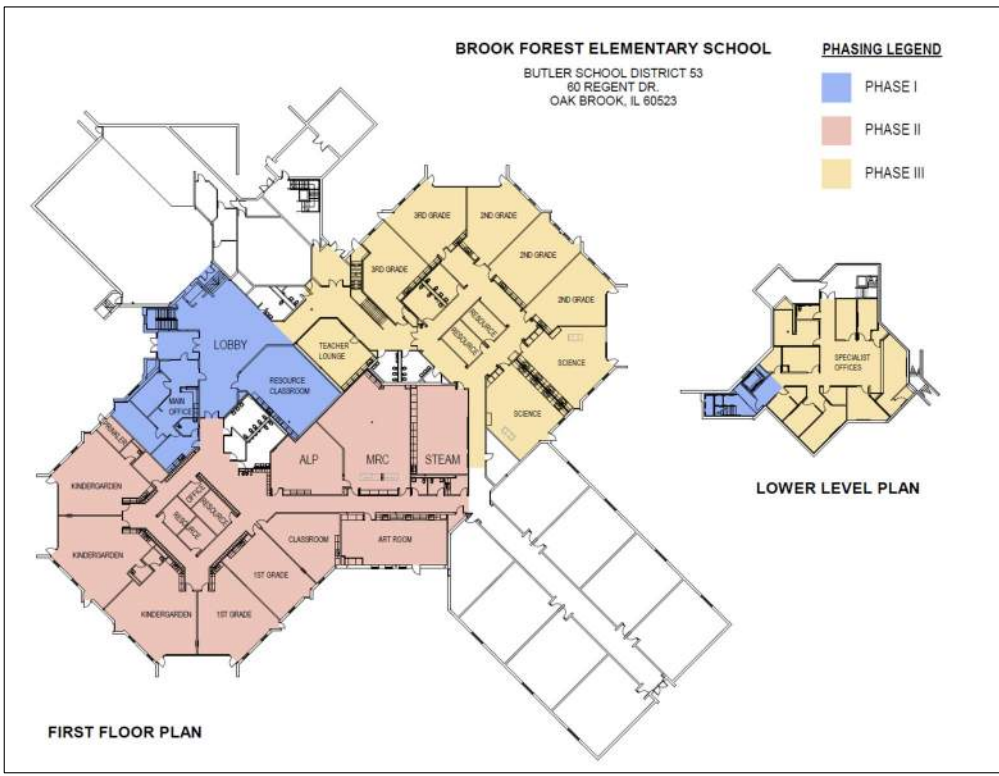 BROOK FOREST ELEMENTARY SCHOOL
BUTLER SCHOOL DISTRICT 53
60 REGENT DR.
OAK BROOK, IL 60523
PHASING LEGEND
PHASE I
PHASE II
PHASE III
3RD GRADE
2ND GRADE
3RD GRADE
2ND GRADE
2ND GRADE
RESOURCE
RESOURCE
LOBBY
TEACHER
LOUNGE
SCIENCE
RESOURCE
CLASSROOM
MAIN
OFFICE
SCIENCE
SPRINKLER
ALP
MRC
STEAM
KINDERGARDEN
OFFICE
RESOURCE
RESOURCE
CLASSROOM
ART ROOM
KINDERGARDEN
1ST GRADE
KINDERGARDEN
1ST GRADE
SPECIALIST
OFFICES
LOWER LEVEL PLAN
FIRST FLOOR PLAN